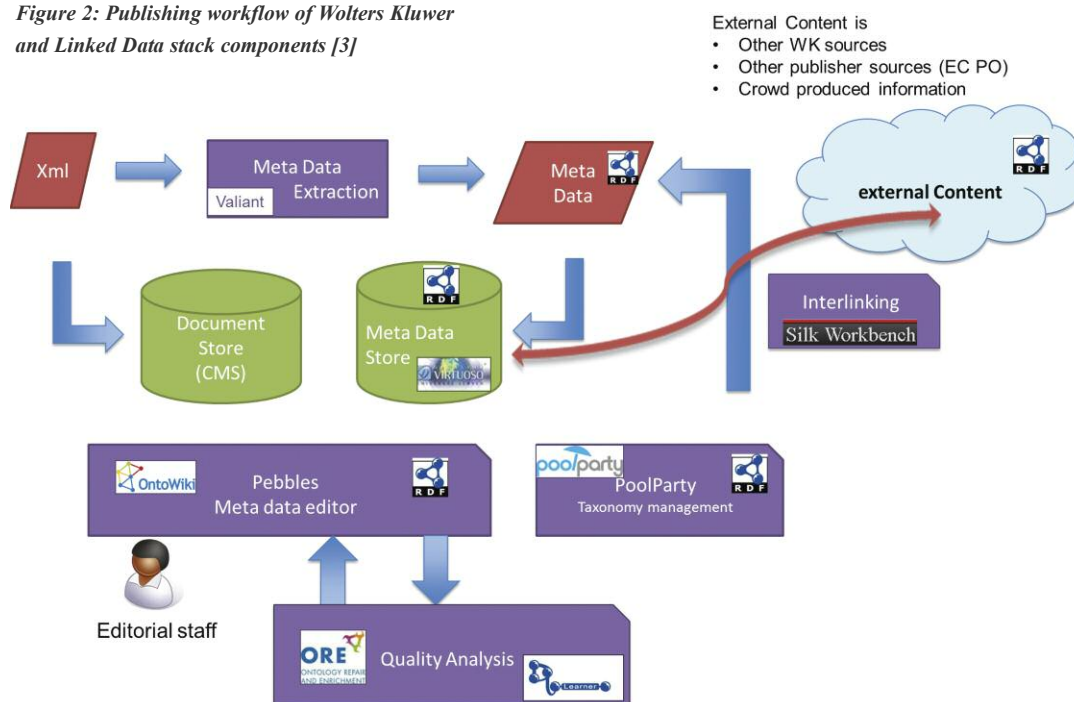 Figure 2: Publishing workflow of Wolters Kluwer
and Linked Data stack components [3]
External Content is
• Other WK sources
• Other publisher sources (EC PO)
• Crowd produced information
Xml
Meta Data
Extraction
Valiant
Meta
Data
RDF
RDF
external Content
Document
Store
(CMS)
RDF
Meta Data
Store
VIRTUOSO
Interlinking
Silk Workbench
OntoWiki
Pebbles
Meta data editor
RDF
poolparty
PoolParty
Taxonomy management
RDF
Editorial staff
ORE
ONTOLOGY REPAIR
AND ENRICHMENT
Quality Analysis
Learner